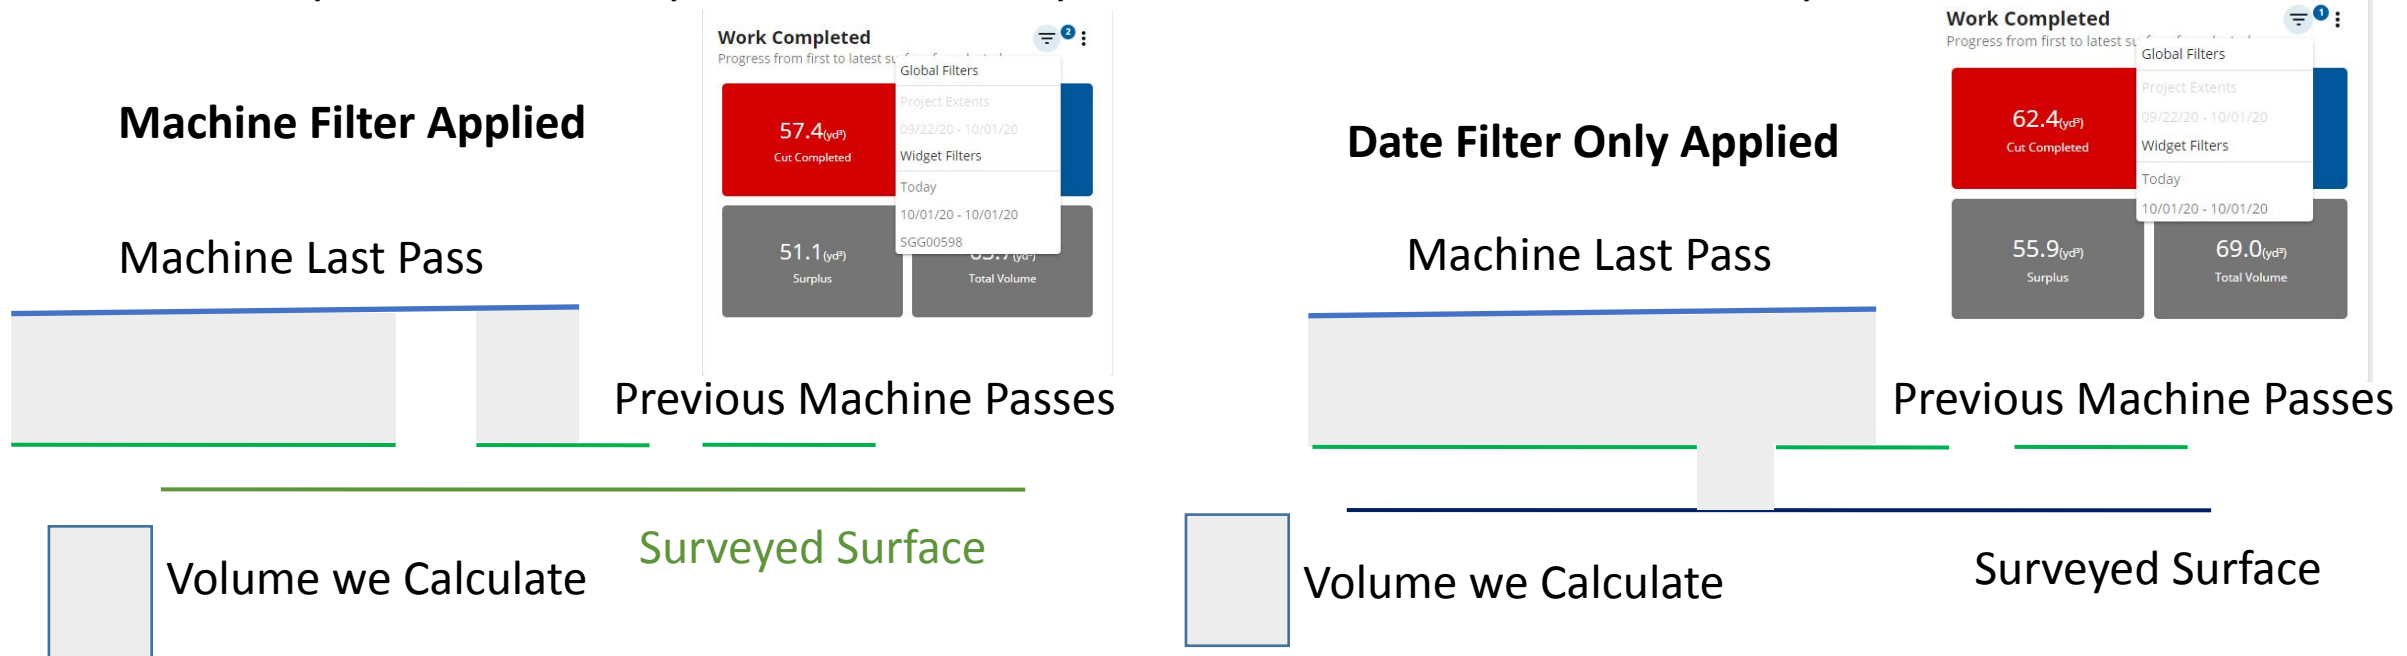 Work Completed
2
Progress from first to latest su
Global Filters
Project Extents
09/22/20 - 10/01/20
Widget Filters
Today
10/01/20 - 10/01/20
SGG00598
57.4(yd³)
Cut Completed
51.1(yd³)
Surplus
(yd³)
Total Volume
Machine Filter Applied
Machine Last Pass
Previous Machine Passes
Surveyed Surface
Volume we Calculate
Work Completed
1
Progress from first to latest su
Global Filters
Project Extents
09/22/20 - 10/01/20
Widget Filters
Today
10/01/20 - 10/01/20
62.4(yd³)
Cut Completed
55.9(yd³)
Surplus
69.0(yd³)
Total Volume
Date Filter Only Applied
Machine Last Pass
Previous Machine Passes
Surveyed Surface
Volume we Calculate